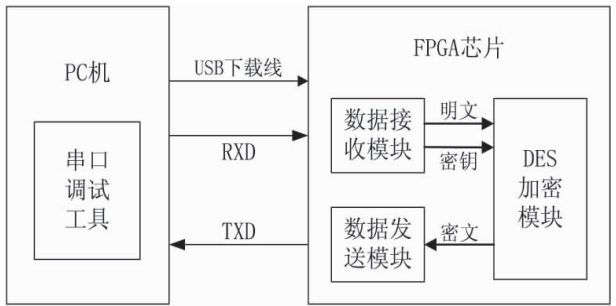 PC机
串口
调试
工具
USB下载线
RXD
TXD
FPGA芯片
数据接
收模块
明文
密钥
DES
加密
模块
数据发
送模块
密文